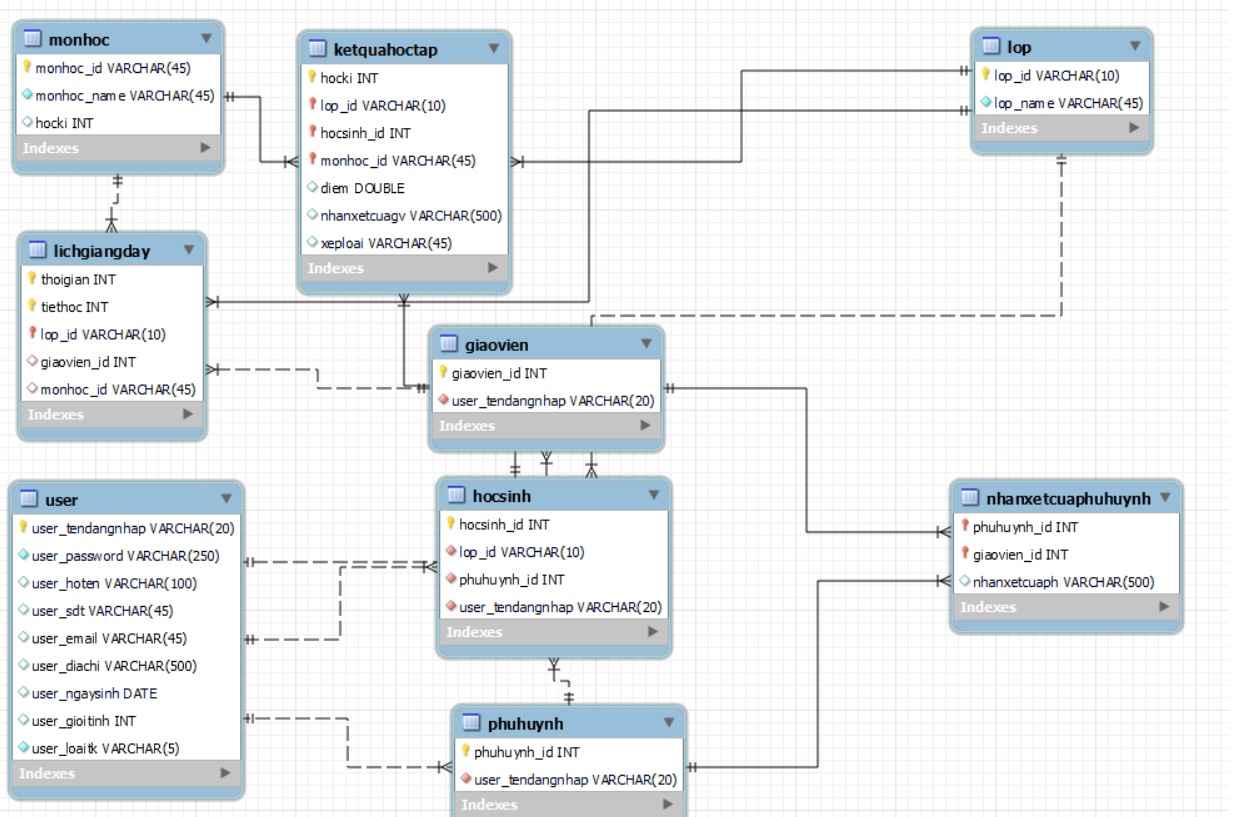 monhoc
monhoc_id VARCHAR(45)
monhoc_name VARCHAR(45)
hocki INT
Indexes
ketquahoctap
hocki INT
lop_id VARCHAR(10)
hocsinh_id INT
monhoc_id VARCHAR(45)
diem DOUBLE
nhanxetcuagv VARCHAR(500)
xeploai VARCHAR(45)
Indexes
lop
lop_id VARCHAR(10)
lop_name VARCHAR(45)
Indexes
lichgiangday
thoigian INT
tiethoc INT
lop_id VARCHAR(10)
giaovien_id INT
monhoc_id VARCHAR(45)
Indexes
giaovien
giaovien_id INT
user_tendangnhap VARCHAR(20)
Indexes
user
user_tendangnhap VARCHAR(20)
user_password VARCHAR(250)
user_hoten VARCHAR(100)
user_sdt VARCHAR(45)
user_email VARCHAR(45)
user_diachi VARCHAR(500)
user_ngaysinh DATE
user_gioitinh INT
user_loaitk VARCHAR(5)
Indexes
hocsinh
hocsinh_id INT
lop_id VARCHAR(10)
phuhuynh_id INT
user_tendangnhap VARCHAR(20)
Indexes
nhanxetcuaphuhuynh
phuhuynh_id INT
giaovien_id INT
nhanxetcuaph VARCHAR(500)
Indexes
phuhuynh
phuhuynh_id INT
user_tendangnhap VARCHAR(20)
Indexes